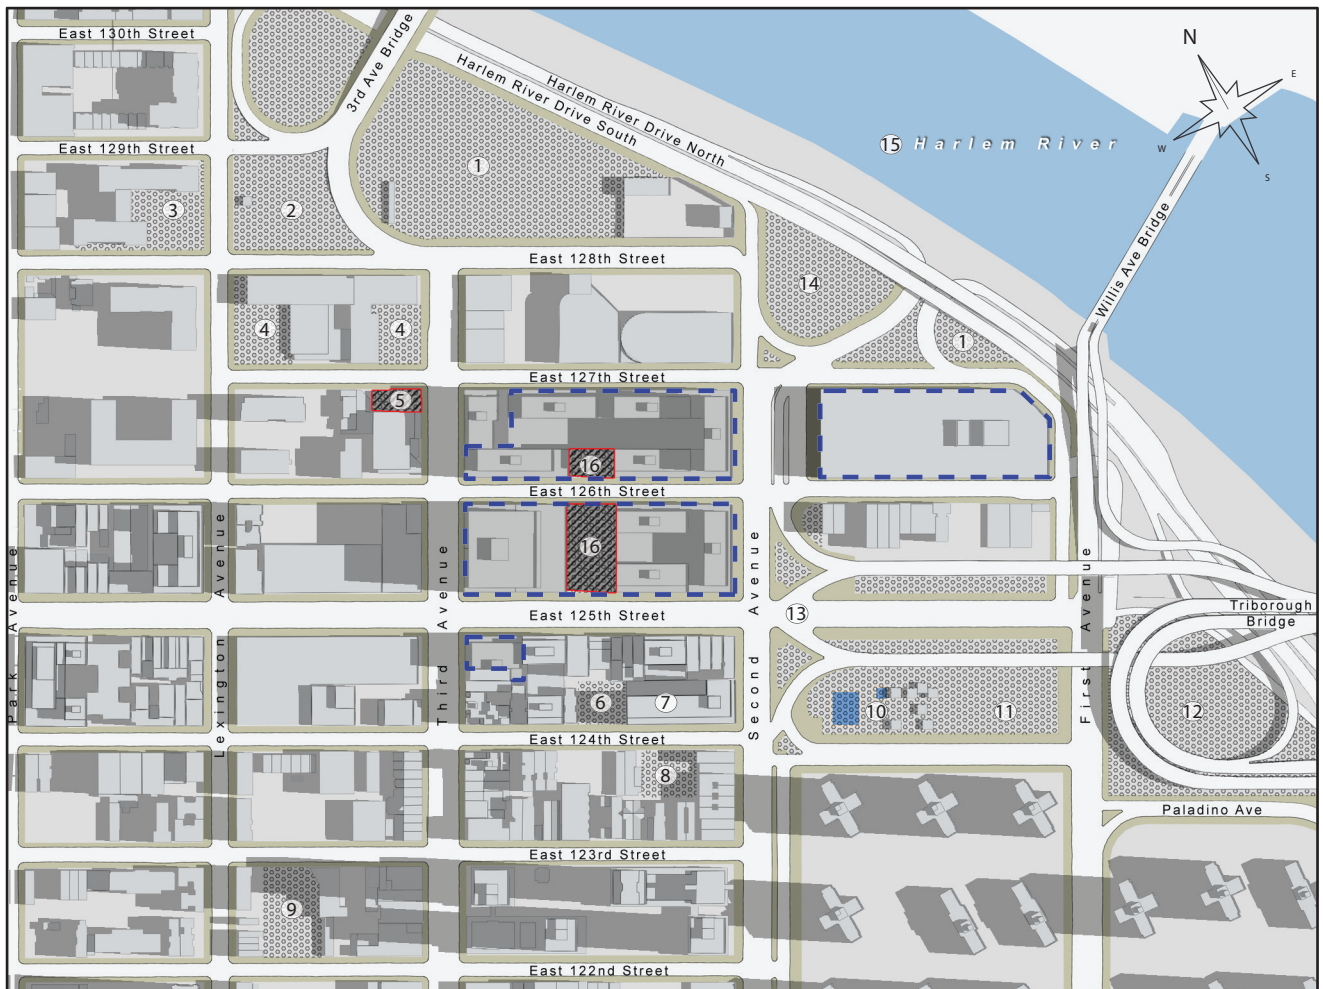 East 130th Street
3rd Ave Bridge
Harlem River Drive North
Harlem River Drive South
N
E
W
S
15 Harlem River
East 129th Street
1
2
3
Willis Ave Bridge
East 128th Street
14
4
4
1
East 127th Street
5
16
East 126th Street
16
Park Avenue
Lexington Avenue
Third Avenue
Second Avenue
First Avenue
East 125th Street
13
Triborough
Bridge
6
7
10
11
12
East 124th Street
8
Paladino Ave
East 123rd Street
9
East 122nd Street